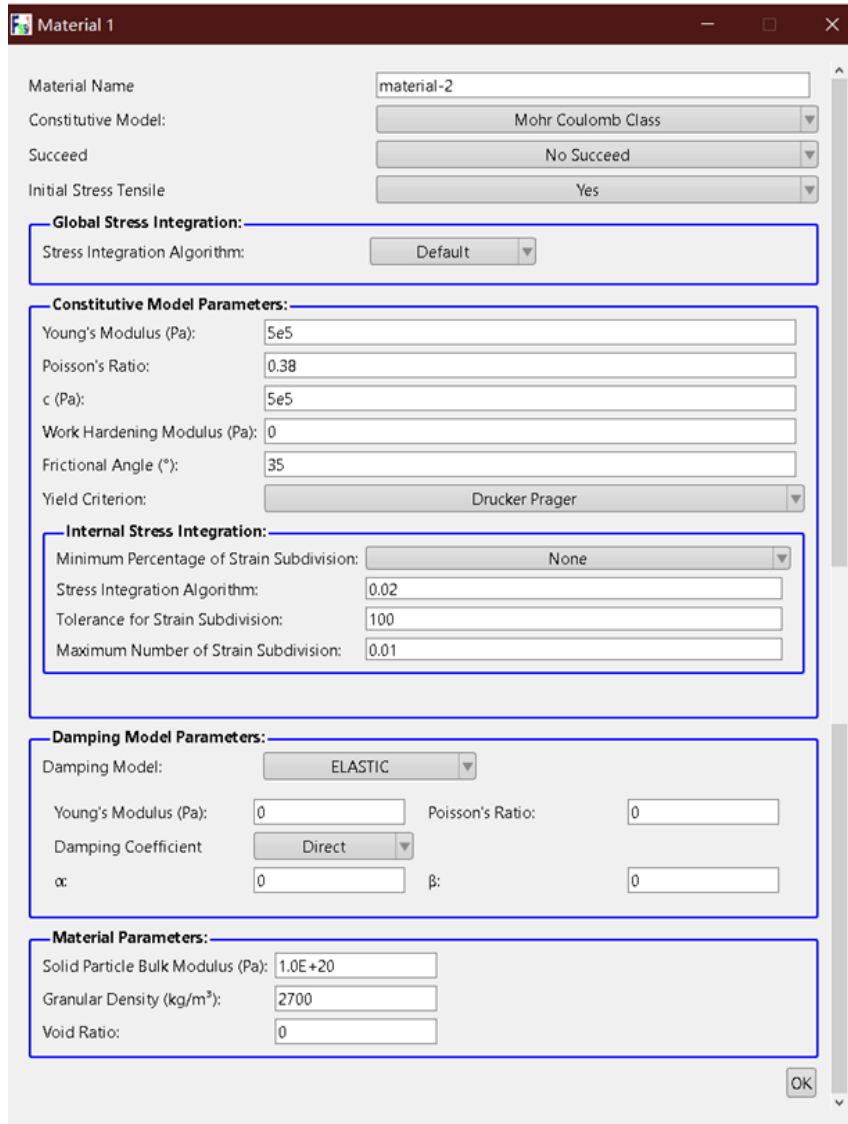 Material 1
Material Name material-2
Constitutive Model: Mohr Coulomb Class
Succeed No Succeed
Initial Stress Tensile Yes
Global Stress Integration:
Stress Integration Algorithm: Default
Constitutive Model Parameters:
Young's Modulus (Pa): 5e5
Poisson's Ratio: 0.38
c (Pa): 5e5
Work Hardening Modulus (Pa): 0
Frictional Angle (°): 35
Yield Criterion: Drucker Prager
Internal Stress Integration:
Minimum Percentage of Strain Subdivision: None
Stress Integration Algorithm: 0.02
Tolerance for Strain Subdivision: 100
Maximum Number of Strain Subdivision: 0.01
Damping Model Parameters:
Damping Model: ELASTIC
Young's Modulus (Pa): 0 Poisson's Ratio: 0
Damping Coefficient Direct
α: 0 β: 0
Material Parameters:
Solid Particle Bulk Modulus (Pa): 1.0E+20
Granular Density (kg/m³): 2700
Void Ratio: 0
OK